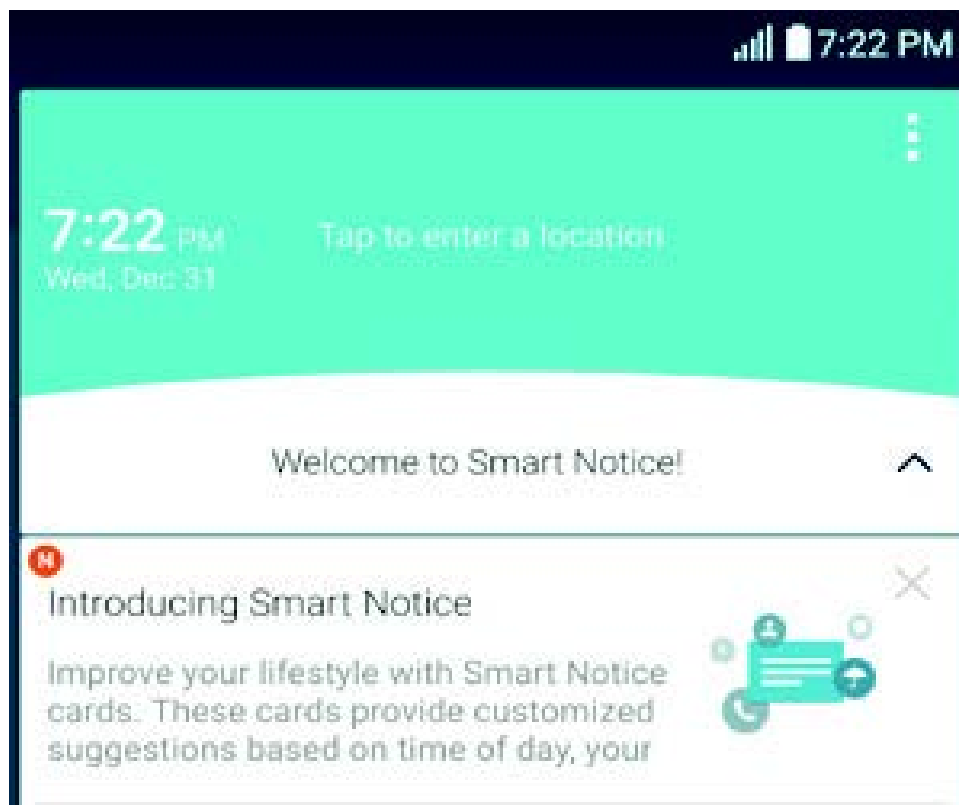 7:22 PM
7:22 PM
Tap to enter a location
Wed, Dec 31
Welcome to Smart Notice!
N
Introducing Smart Notice
Improve your lifestyle with Smart Notice
cards. These cards provide customized
suggestions based on time of day, your